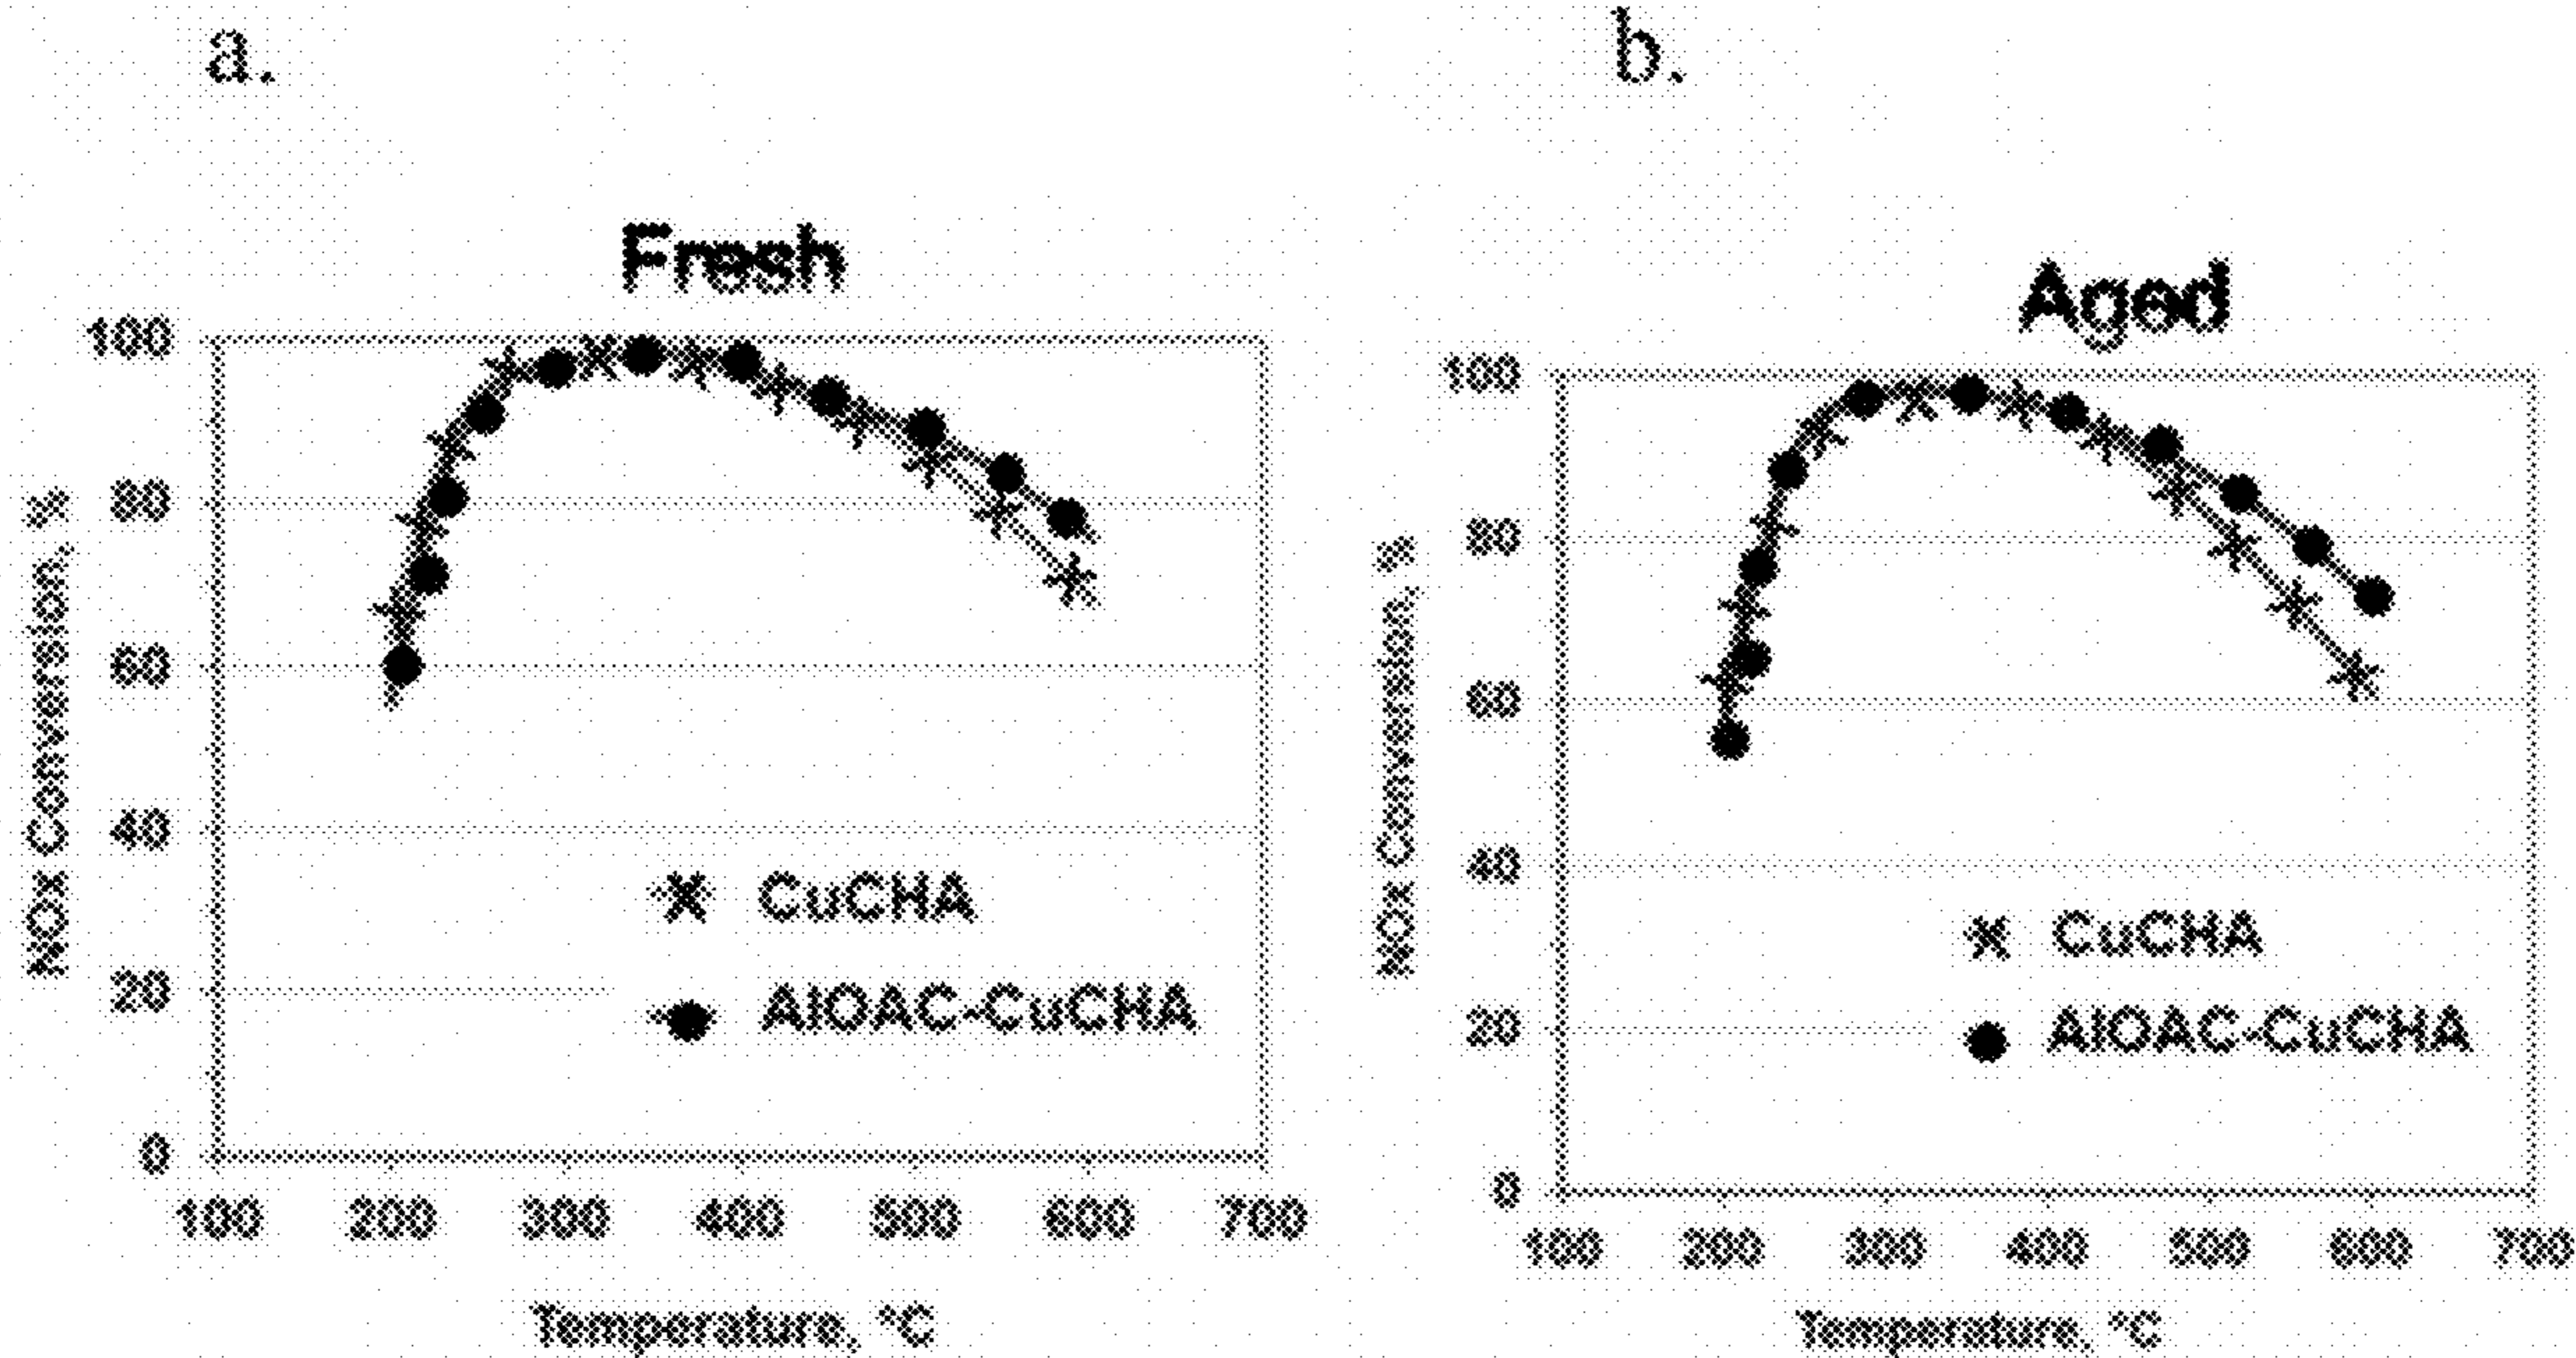 a.
Fresh
100
80
60
40
20
0
NOx Conversion, %
CuCHA
AlOAC-CuCHA
100 200 300 400 500 600 700
Temperature, °C
b.
Aged
100
80
60
40
20
0
NOx Conversion, %
CuCHA
AlOAC-CuCHA
100 200 300 400 500 600 700
Temperature, °C